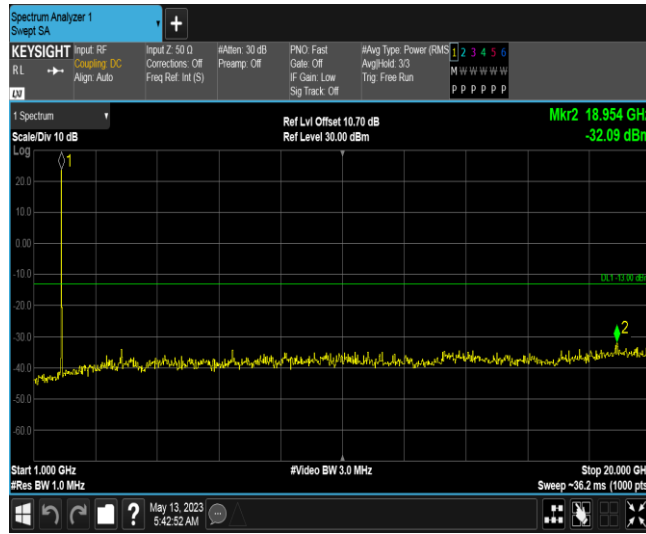 Spectrum Analyzer 1
Swept SA
KEYSIGHT
RL
LXI
Input: RF
Coupling: DC
Align: Auto
Input Z: 50 Ω
Corrections: Off
Freq Ref: Int (S)
#Atten: 30 dB
Preamp: Off
PNO: Fast
Gate: Off
IF Gain: Low
Sig Track: Off
#Avg Type: Power (RMS
Avg|Hold: 3/3
Trig: Free Run
1 2 3 4 5 6
M W W W W W
P P P P P P
1 Spectrum
Scale/Div 10 dB
Ref Lvl Offset 10.70 dB
Ref Level 30.00 dBm
Mkr2 18.954 GH
-32.09 dBm
Log
1
20.0
10.0
0.00
-10.0
DL1 -13.00 dBm
-20.0
-30.0
2
-40.0
-50.0
-60.0
Start 1.000 GHz
#Res BW 1.0 MHz
#Video BW 3.0 MHz
Stop 20.000 GH
Sweep ~36.2 ms (1000 pts
?
May 13, 2023
5:42:52 AM